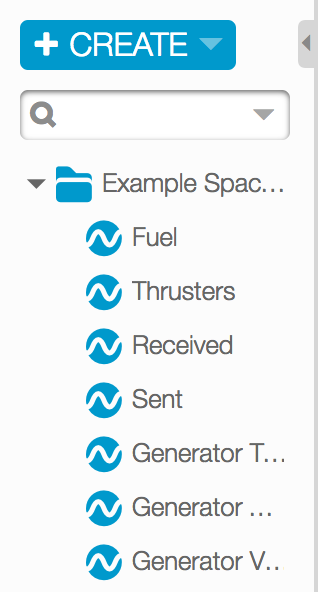 CREATE
Example Spac...
Fuel
Thrusters
Received
Sent
Generator T...
Generator ...
Generator V...